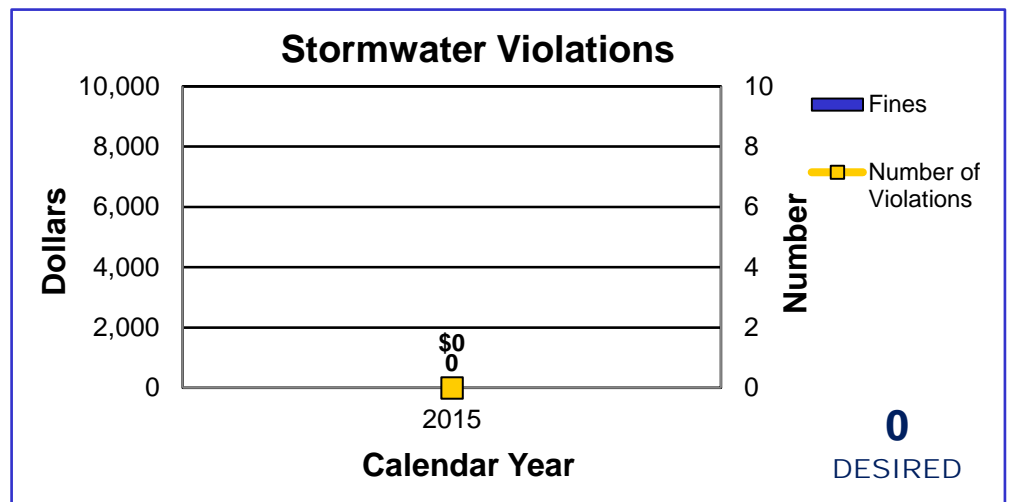 Stormwater Violations
10,000
8,000
6,000
4,000
2,000
0
Dollars
10
8
6
4
2
0
Number
$0
0
2015
Calendar Year
Fines
Number of
Violations
0
DESIRED